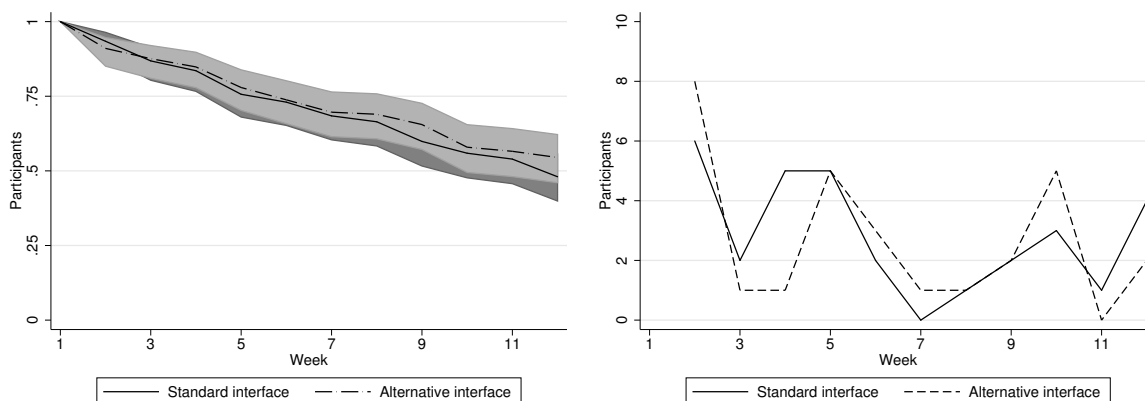 1
.75
.5
.25
0
Participants
1 3 5 7 9 11
Week
Standard interface Alternative interface
10
8
6
4
2
0
Participants
1 3 5 7 9 11
Week
Standard interface Alternative interface